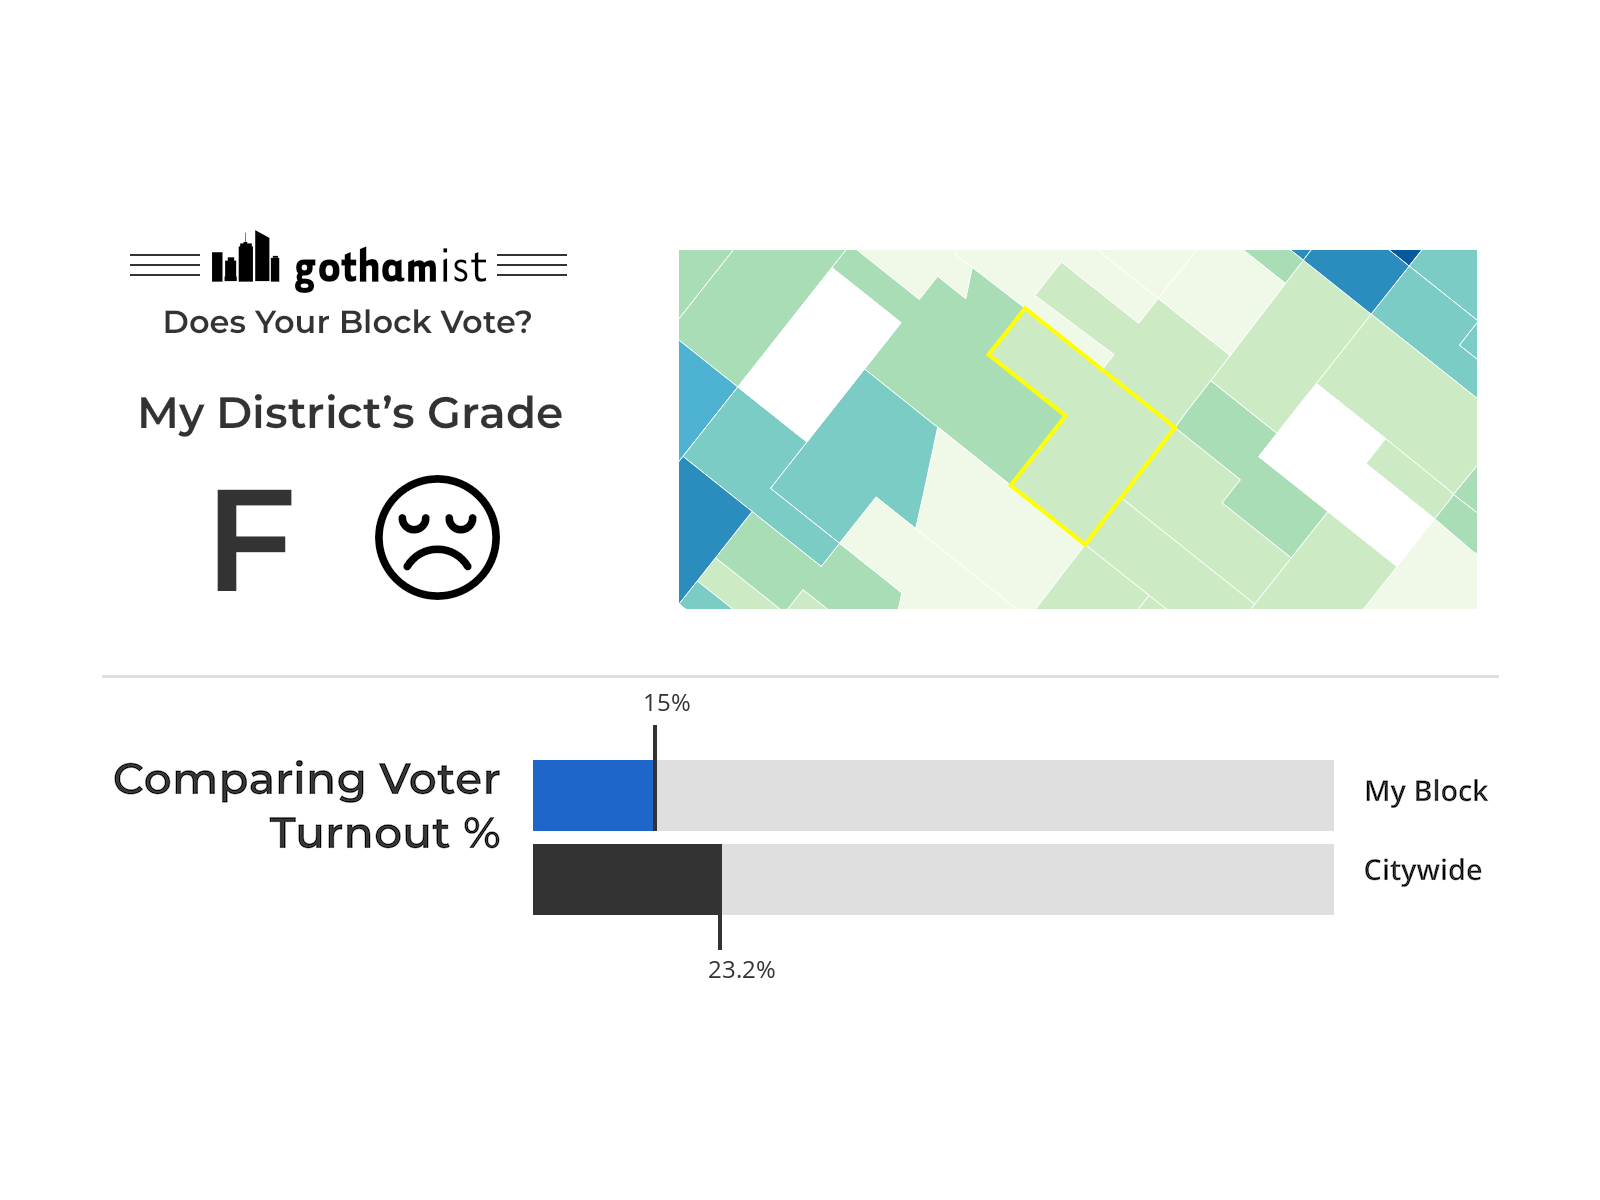 gothamist
Does Your Block Vote?
My District’s Grade
F
15%
Comparing Voter
Turnout %
My Block
Citywide
23.2%